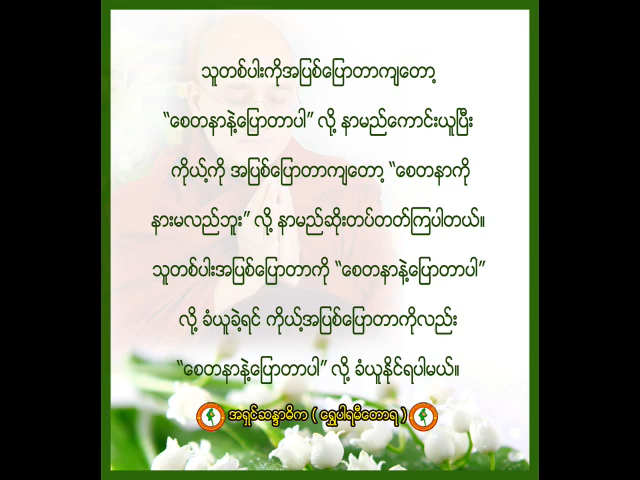 သူတစ်ပါးကိုအပြစ်ပြောတာကျတော့
“စေတနာနဲ့ပြောတာပါ” လို့ နာမည်ကောင်းယူပြီး
ကိုယ့်ကို အပြစ်ပြောတာကျတော့ “စေတနာကို
နားမလည်ဘူး” လို့ နာမည်ဆိုးတပ်တတ်ကြပါတယ်။
သူတစ်ပါးအပြစ်ပြောတာကို “စေတနာနဲ့ပြောတာပါ”
လို့ ခံယူခဲ့ရင် ကိုယ့်အပြစ်ပြောတာကိုလည်း
“စေတနာနဲ့ပြောတာပါ” လို့ ခံယူနိုင်ရပါမယ်။
အရှင်ဆန္ဒာဓိက ( ရွှေပါရမီတောရ )